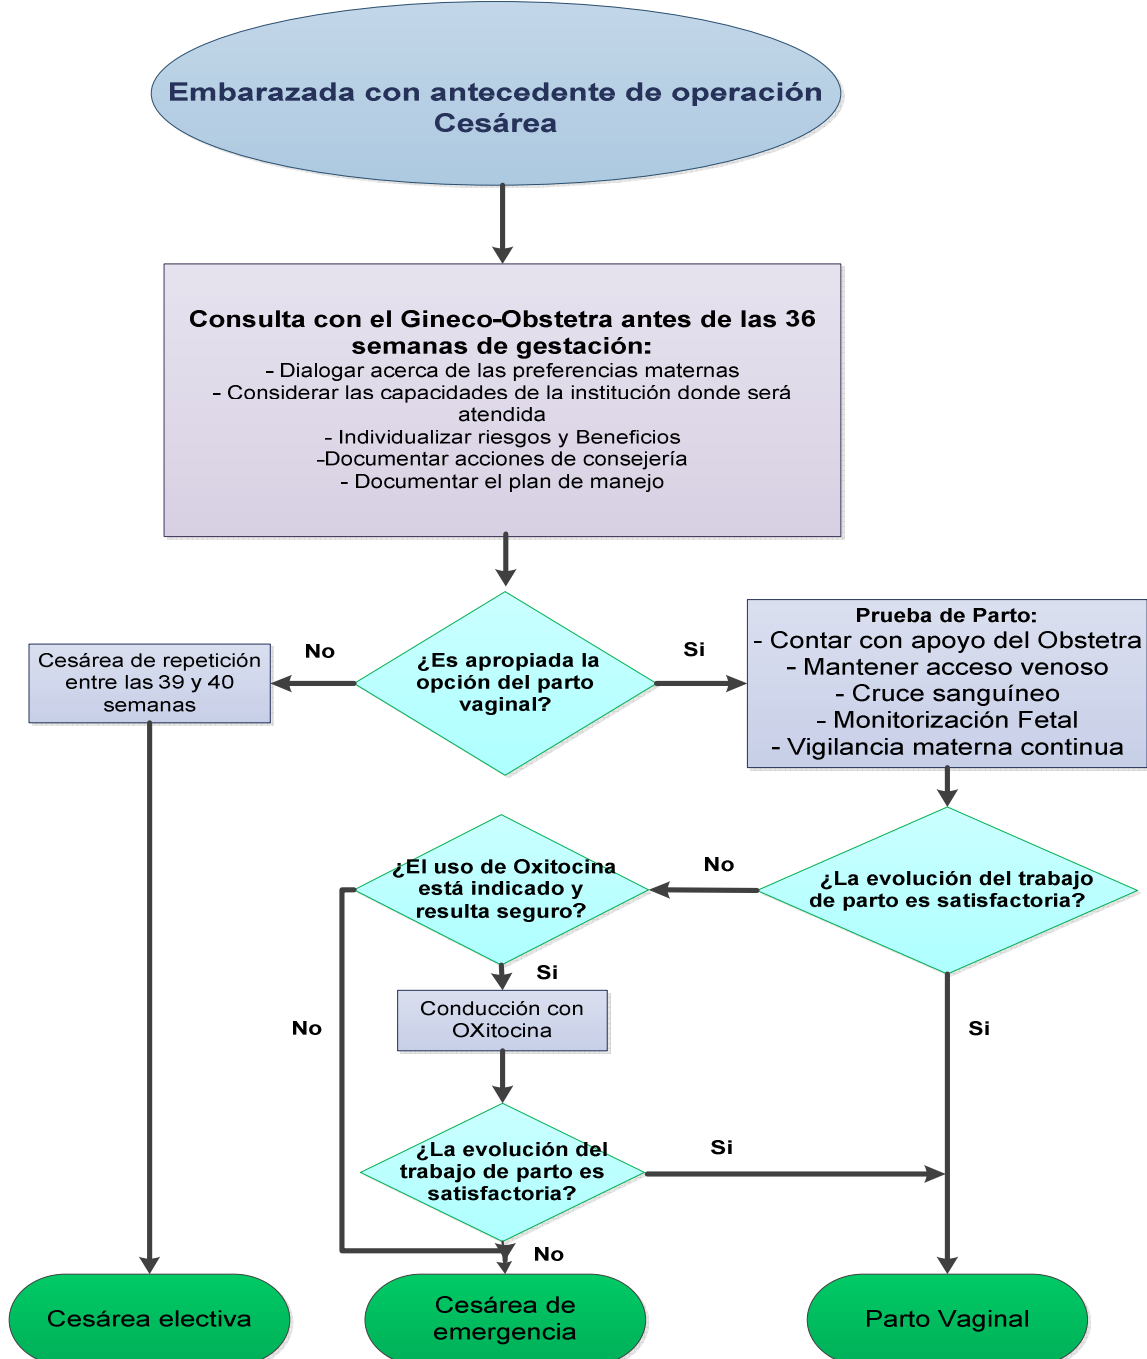 Embarazada con antecedente de operación
Cesárea
Consulta con el Gineco-Obstetra antes de las 36
semanas de gestación:
- Dialogar acerca de las preferencias maternas
- Considerar las capacidades de la institución donde será
atendida
- Individualizar riesgos y Beneficios
-Documentar acciones de consejería
- Documentar el plan de manejo
¿Es apropiada la
opción del parto
vaginal?
No
Si
Cesárea de repetición
entre las 39 y 40
semanas
Prueba de Parto:
- Contar con apoyo del Obstetra
- Mantener acceso venoso
- Cruce sanguíneo
- Monitorización Fetal
- Vigilancia materna continua
¿La evolución del trabajo
de parto es satisfactoria?
No
¿El uso de Oxitocina
está indicado y
resulta seguro?
Si
Conducción con
OXitocina
No
Si
¿La evolución del
trabajo de parto es
satisfactoria?
Si
No
Cesárea electiva
Cesárea de
emergencia
Parto Vaginal